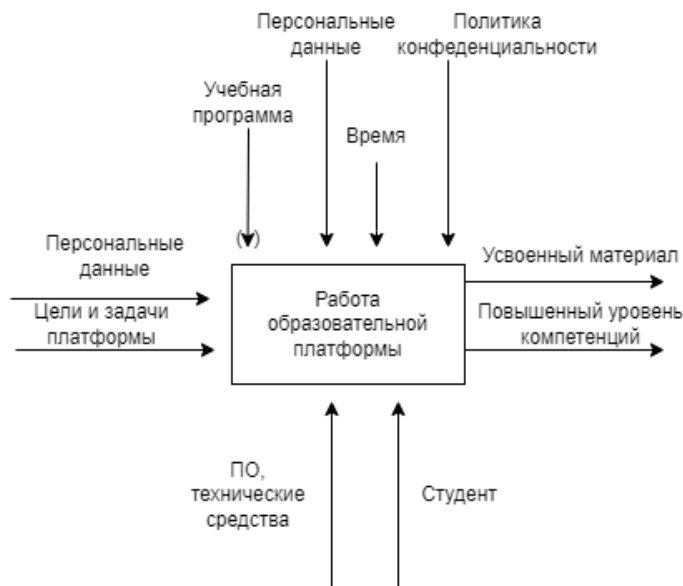 Персональные
данные
Политика
конфеденциальности
Учебная
программа
Время
Персональные
данные
Цели и задачи
платформы
Работа
образовательной
платформы
Усвоенный материал
Повышенный уровень
компетенций
ПО,
технические
средства
Студент